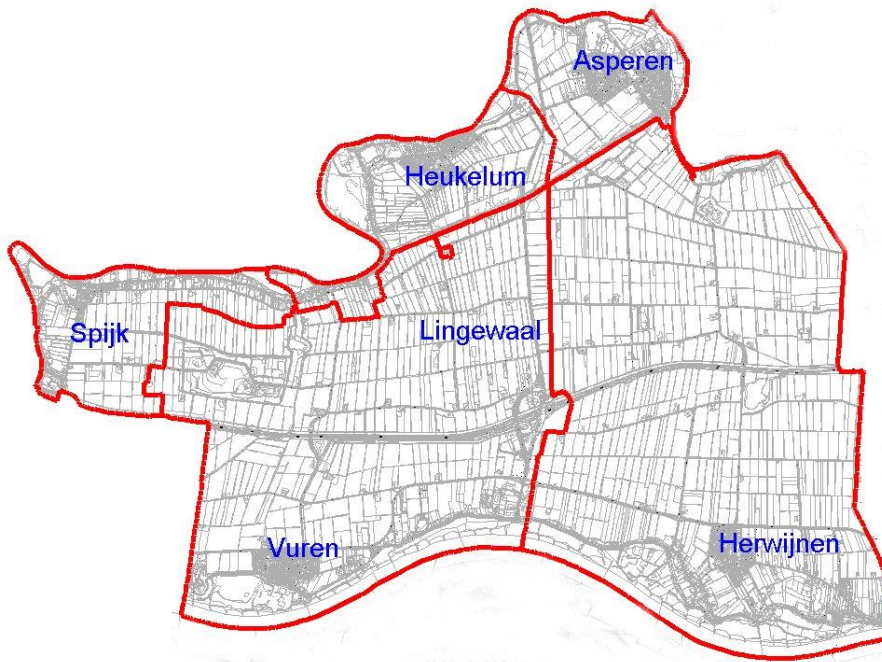 Asperen
Heukelum
Spijk
Lingewaal
Vuren
Herwijnen